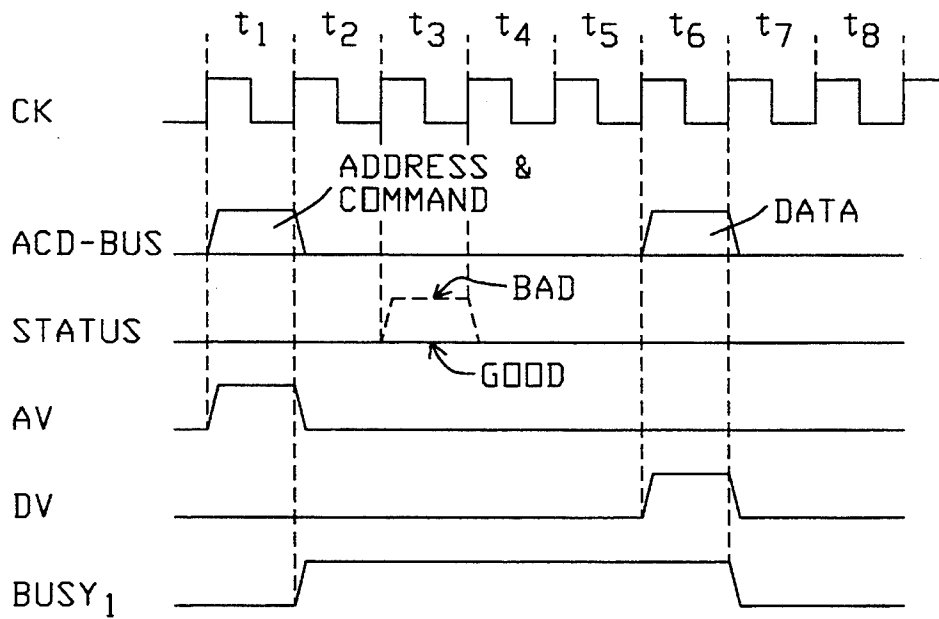 t1 t2 t3 t4 t5 t6 t7 t8
CK
ADDRESS &
COMMAND
DATA
ACD-BUS
BAD
STATUS
GOOD
AV
DV
BUSY1